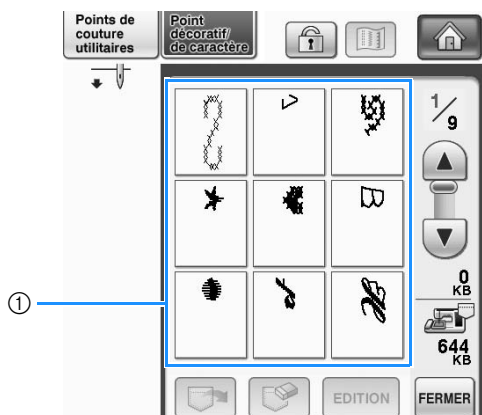 Points de
couture
utilitaires
Point
décoratif/
de caractère
1/9
0
KB
①
644
KB
EDITION
FERMER